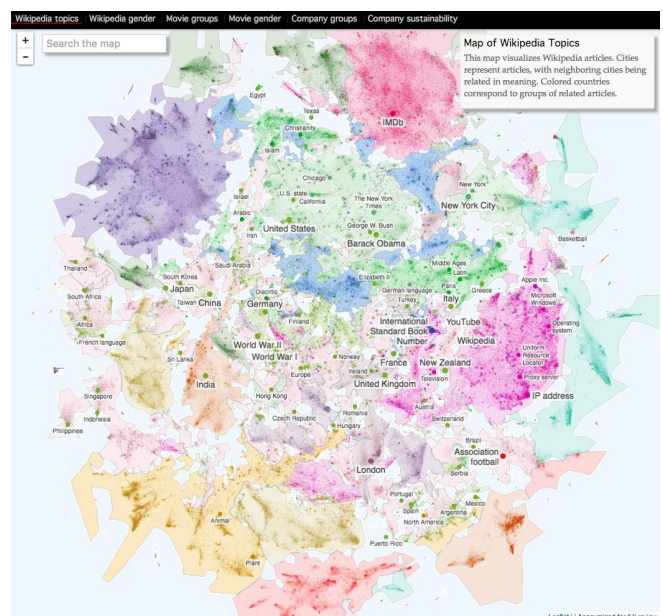 Wikipedia topics Wikipedia gender Movie groups Movie gender Company groups Company sustainability
+
−
Search the map
Map of Wikipedia Topics
This map visualizes Wikipedia articles. Cities
represent articles, with neighboring cities being
related in meaning. Colored countries
correspond to groups of related articles.
Egypt
Texas
IMDb
Christianity
Islam
Chicago
New York
Israel
U.S. state
California
The New York
Times
New York City
Arabic
George W. Bush
United States
Iran
Barack Obama
Basketball
Saudi Arabia
Middle Ages
Thailand
Latin
South Korea
Elizabeth II
Apple Inc.
Japan
Diacritic
German language
Paris
Greece
South Africa
Taiwan
China
Germany
Turkey
Italy
Microsoft
Windows
Africa
Finland
International
Standard Book
Number
YouTube
Operating
system
French language
World War II
Wikipedia
Uniform
Resource
Locator
Sri Lanka
World War I
Norway
France
New Zealand
India
Europe
Ireland
Television
Proxy server
United Kingdom
Singapore
Hong Kong
IP address
Indonesia
Czech Republic
Romania
Austria
Philippines
Hungary
Switzerland
Brazil
Association
football
London
Serbia
Portugal
Spain
Mexico
Argentina
Animal
North America
Puerto Rico
Plant